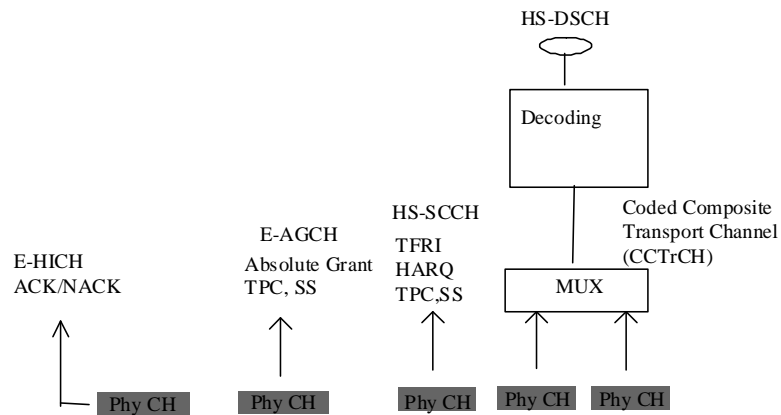 HS-DSCH
Decoding
Coded Composite
Transport Channel
(CCTrCH)
HS-SCCH
TFRI
HARQ
TPC,SS
E-AGCH
Absolute Grant
TPC, SS
E-HICH
ACK/NACK
MUX
Phy CH
Phy CH
Phy CH
Phy CH
Phy CH